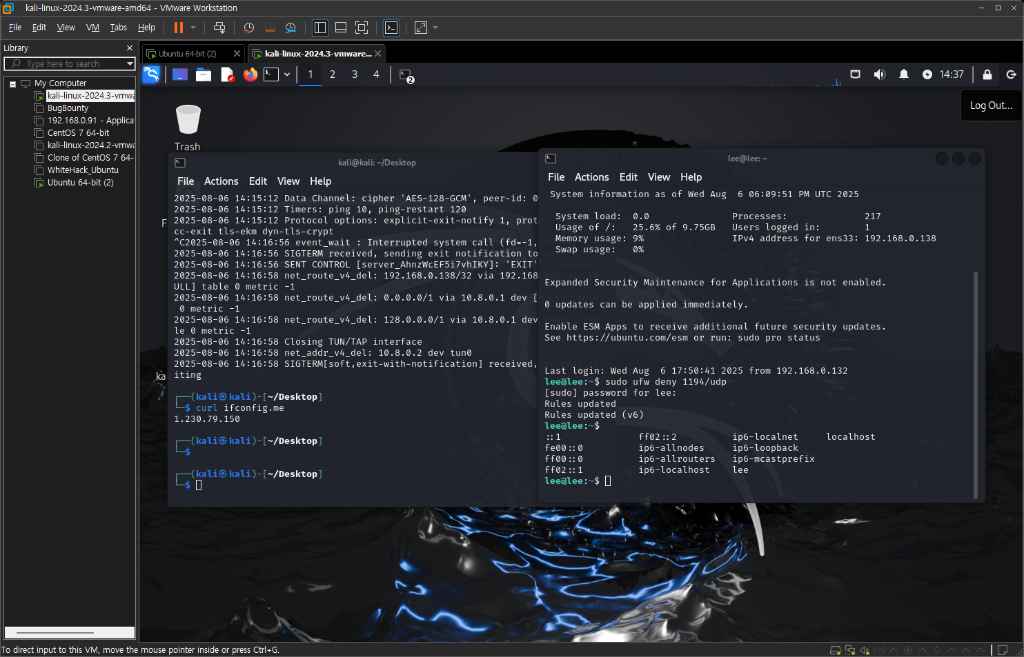 kali-linux-2024.3-vmware-amd64 - VMware Workstation
File Edit View VM Tabs Help
Library
Type here to search
My Computer
kali-linux-2024.3-vmwa
BugBounty
192.168.0.91 - Applica
CentOS 7 64-bit
kali-linux-2024.2-vmwa
Clone of CentOS 7 64-
WhiteHack_Ubuntu
Ubuntu 64-bit (2)
Ubuntu 64-bit (2)
kali-linux-2024.3-vmware...
1 2 3 4
2
14:37
Log Out...
Trash
F
ka
kali@kali: ~/Desktop
File Actions Edit View Help
2025-08-06 14:15:12 Data Channel: cipher 'AES-128-GCM', peer-id: 0
2025-08-06 14:15:12 Timers: ping 10, ping-restart 120
2025-08-06 14:15:12 Protocol options: explicit-exit-notify 1, prot
cc-exit tls-ekm dyn-tls-crypt
^C2025-08-06 14:16:56 event_wait : Interrupted system call (fd=-1,
2025-08-06 14:16:56 SIGTERM received, sending exit notification to
2025-08-06 14:16:56 SENT CONTROL [server_AhnzWcEF5i7vhIKY]: 'EXIT'
2025-08-06 14:16:58 net_route_v4_del: 192.168.0.138/32 via 192.168
ULL] table 0 metric -1
2025-08-06 14:16:58 net_route_v4_del: 0.0.0.0/1 via 10.8.0.1 dev [
0 metric -1
2025-08-06 14:16:58 net_route_v4_del: 128.0.0.0/1 via 10.8.0.1 dev
le 0 metric -1
2025-08-06 14:16:58 Closing TUN/TAP interface
2025-08-06 14:16:58 net_addr_v4_del: 10.8.0.2 dev tun0
2025-08-06 14:16:58 SIGTERM[soft,exit-with-notification] received,
iting
┌──(kali㉿kali)-[~/Desktop]
└─$ curl ifconfig.me
1.230.79.150
┌──(kali㉿kali)-[~/Desktop]
└─$
┌──(kali㉿kali)-[~/Desktop]
└─$
lee@lee: ~
File Actions Edit View Help
System information as of Wed Aug  6 06:09:51 PM UTC 2025
System load:  0.0 Processes: 217
Usage of /:   25.6% of 9.75GB Users logged in: 1
Memory usage: 9% IPv4 address for ens33: 192.168.0.138
Swap usage:   0%
Expanded Security Maintenance for Applications is not enabled.
0 updates can be applied immediately.
Enable ESM Apps to receive additional future security updates.
See https://ubuntu.com/esm or run: sudo pro status
Last login: Wed Aug  6 17:50:41 2025 from 192.168.0.132
lee@lee:~$ sudo ufw deny 1194/udp
[sudo] password for lee:
Rules updated
Rules updated (v6)
lee@lee:~$
::1 ff02::2 ip6-localnet localhost
fe00::0 ip6-allnodes ip6-loopback
ff00::0 ip6-allrouters ip6-mcastprefix
ff02::1 ip6-localhost lee
lee@lee:~$
To direct input to this VM, move the mouse pointer inside or press Ctrl+G.